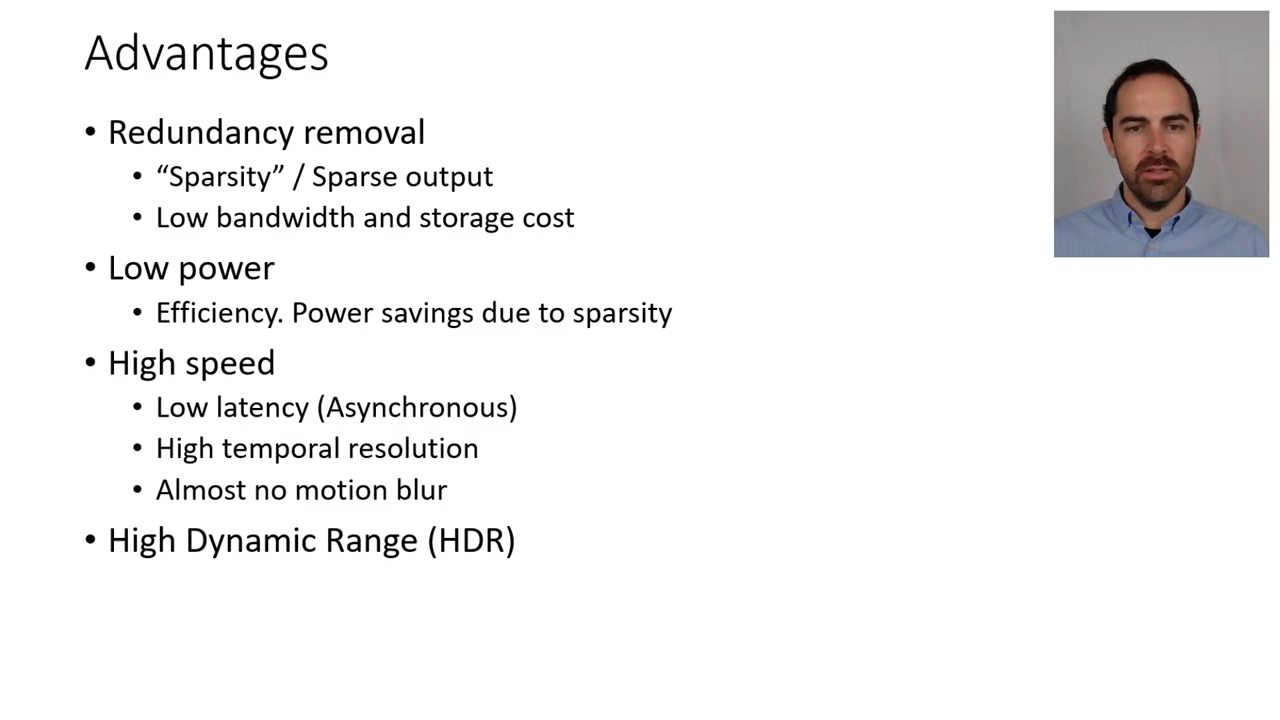 Advantages
• Redundancy removal
• “Sparsity” / Sparse output
• Low bandwidth and storage cost
• Low power
• Efficiency. Power savings due to sparsity
• High speed
• Low latency (Asynchronous)
• High temporal resolution
• Almost no motion blur
• High Dynamic Range (HDR)